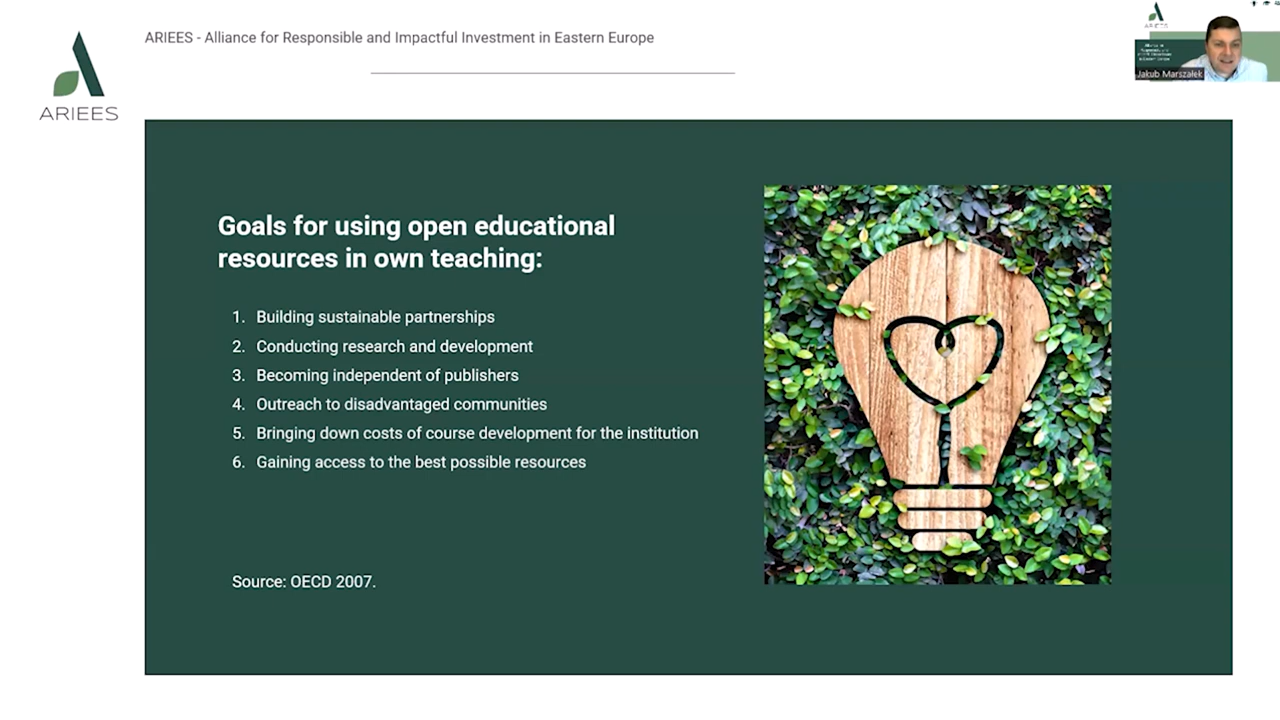 ARIEES - Alliance for Responsible and Impactful Investment in Eastern Europe
ARIEES
Jakub Marszałek
Goals for using open educational
resources in own teaching:
1. Building sustainable partnerships
2. Conducting research and development
3. Becoming independent of publishers
4. Outreach to disadvantaged communities
5. Bringing down costs of course development for the institution
6. Gaining access to the best possible resources
Source: OECD 2007.